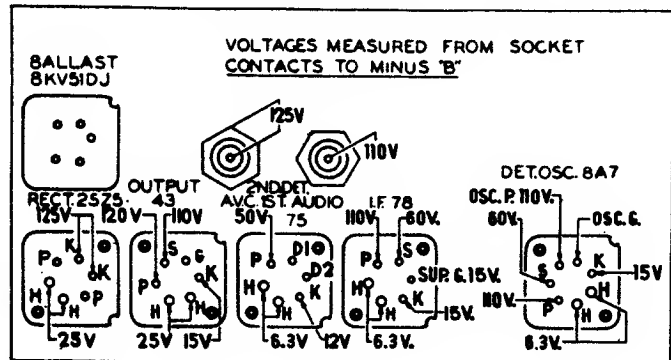 VOLTAGES MEASURED FROM SOCKET
CONTACTS TO MINUS "B"
BALLAST
8KV51DJ
125V
110V
RECT. 25Z5
OUTPUT
43
2ND DET.
A.V.C. 1ST. AUDIO
75
I.F. 78
DET. OSC. 8A7
125V
120V
110V
50V
110V
60V.
OSC. P. 110V.
60V.
OSC. G.
K
P
K
H
H
P
25V
S
G
P
K
H
H
25V
15V
D1
P
D2
H
K
H
6.3V
12V
P
S
SUP. G. 15V.
H
K
H
15V.
6.3V.
S
K
15V
110V.
P
H
H
6.3V.